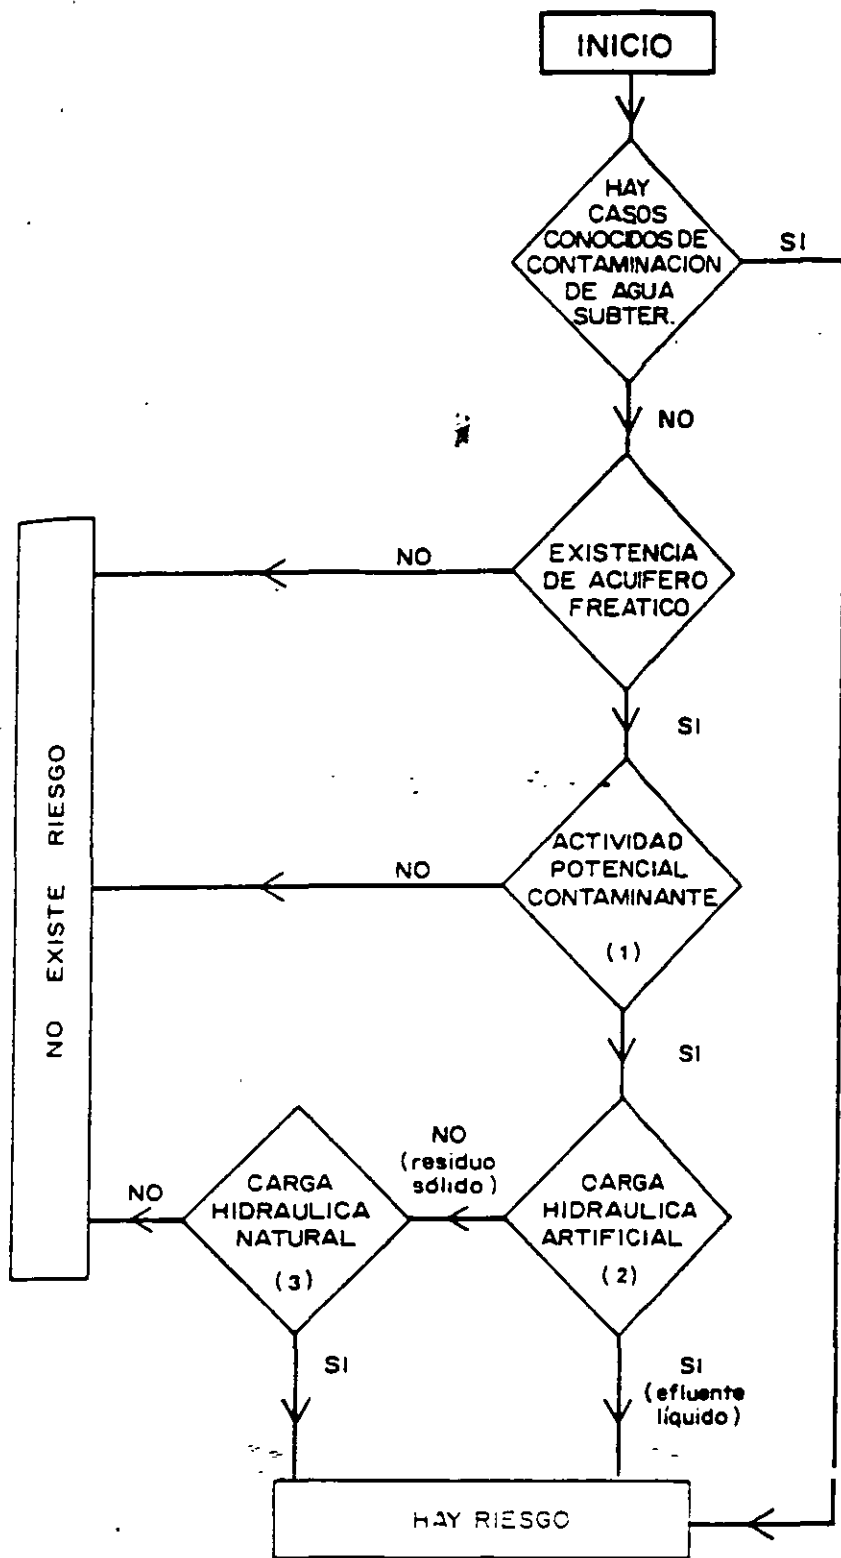 INICIO
HAY
CASOS
CONOCIDOS DE
CONTAMINACION
DE AGUA
SUBTER.
SI
NO
EXISTENCIA
DE ACUIFERO
FREATICO
NO
SI
ACTIVIDAD
POTENCIAL
CONTAMINANTE
(1)
NO
SI
CARGA
HIDRAULICA
ARTIFICIAL
(2)
NO
(residuo
sólido)
CARGA
HIDRAULICA
NATURAL
(3)
NO
NO EXISTE RIESGO
SI
SI
(efluente
líquido)
HAY RIESGO